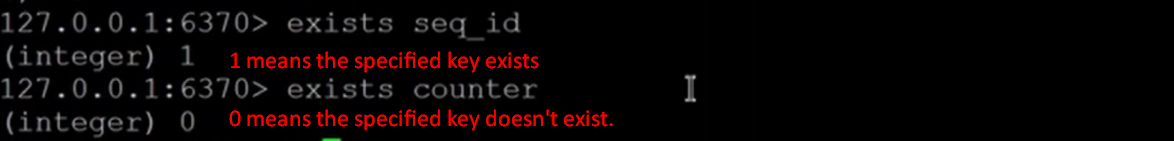 127.0.0.1:6370> exists seq_id
(integer) 1 1 means the specified key exists
127.0.0.1:6370> exists counter
(integer) 0 0 means the specified key doesn't exist.